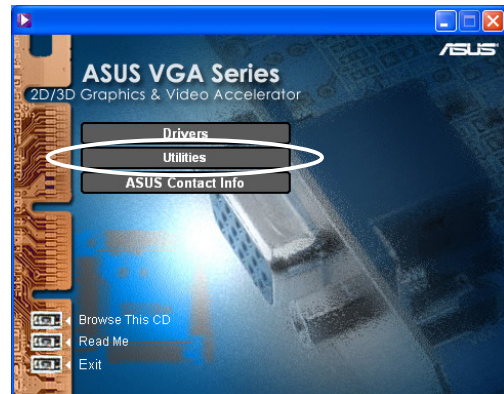 ASUS
ASUS VGA Series
2D/3D Graphics & Video Accelerator
Drivers
Utilities
ASUS Contact Info
Browse This CD
Read Me
Exit